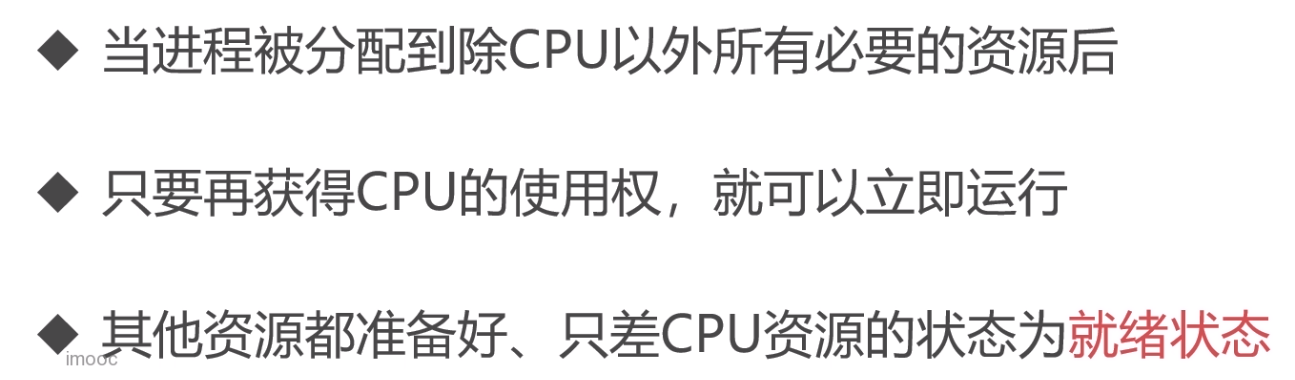 ◆ 当进程被分配到除CPU以外所有必要的资源后
◆ 只要再获得CPU的使用权，就可以立即运行
◆ 其他资源都准备好、只差CPU资源的状态为就绪状态
imooc